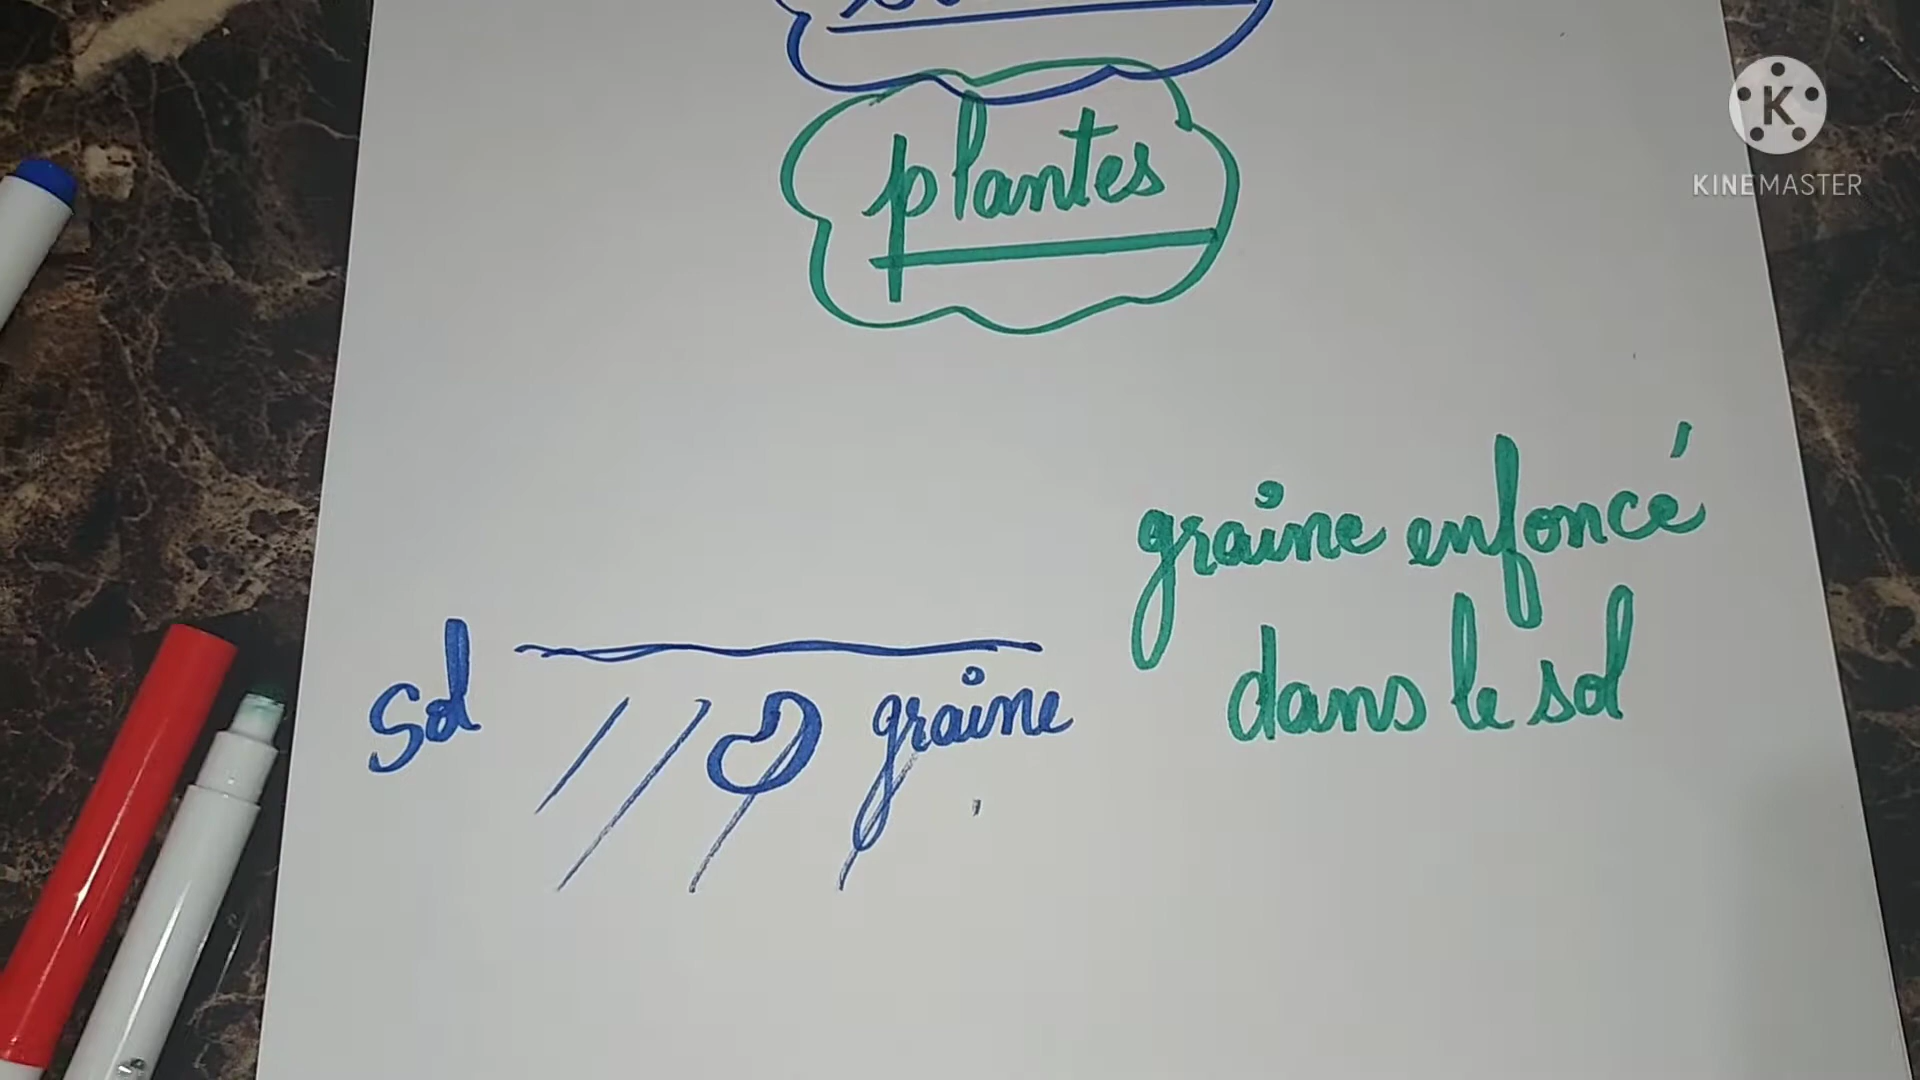 plantes
graine enfoncé
dans le sol
sol
graine
K
KINEMASTER